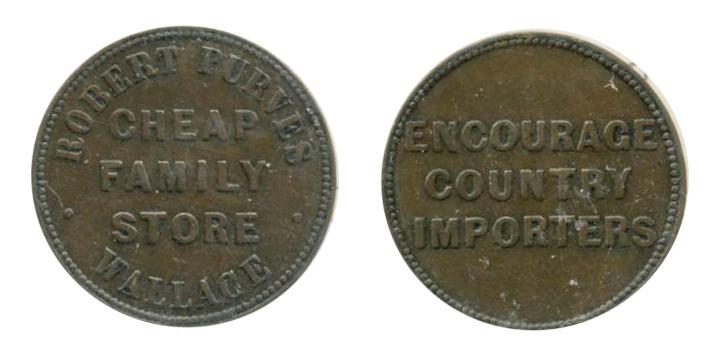 ROBERT PURVES
CHEAP
FAMILY
STORE
WALLACE
ENCOURAGE
COUNTRY
IMPORTERS